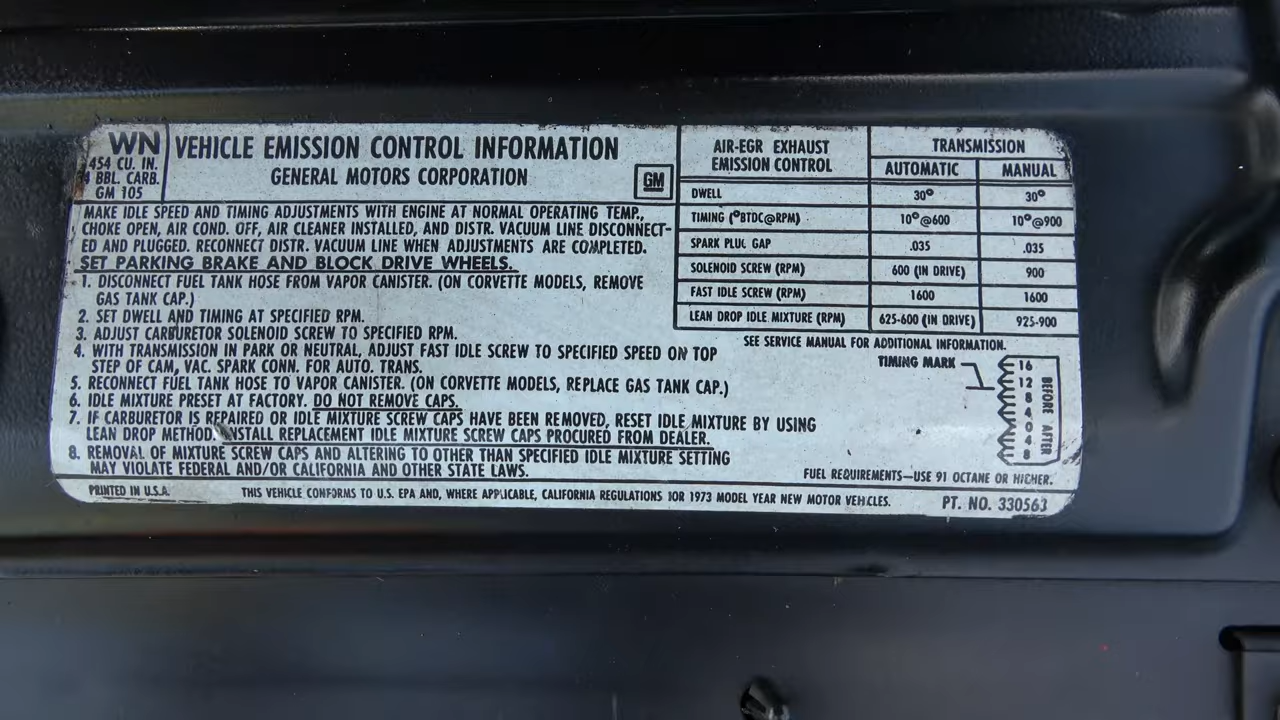 WN
454 CU. IN.
4 BBL. CARB.
GM 105
VEHICLE EMISSION CONTROL INFORMATION
GENERAL MOTORS CORPORATION
GM
MAKE IDLE SPEED AND TIMING ADJUSTMENTS WITH ENGINE AT NORMAL OPERATING TEMP.,
CHOKE OPEN, AIR COND. OFF, AIR CLEANER INSTALLED, AND DISTR. VACUUM LINE DISCONNECT-
ED AND PLUGGED. RECONNECT DISTR. VACUUM LINE WHEN ADJUSTMENTS ARE COMPLETED.
SET PARKING BRAKE AND BLOCK DRIVE WHEELS.
1. DISCONNECT FUEL TANK HOSE FROM VAPOR CANISTER. (ON CORVETTE MODELS, REMOVE
GAS TANK CAP.)
2. SET DWELL AND TIMING AT SPECIFIED RPM.
3. ADJUST CARBURETOR SOLENOID SCREW TO SPECIFIED RPM.
4. WITH TRANSMISSION IN PARK OR NEUTRAL, ADJUST FAST IDLE SCREW TO SPECIFIED SPEED ON TOP
STEP OF CAM, VAC. SPARK CONN. FOR AUTO. TRANS.
5. RECONNECT FUEL TANK HOSE TO VAPOR CANISTER. (ON CORVETTE MODELS, REPLACE GAS TANK CAP.)
6. IDLE MIXTURE PRESET AT FACTORY. DO NOT REMOVE CAPS.
7. IF CARBURETOR IS REPAIRED OR IDLE MIXTURE SCREW CAPS HAVE BEEN REMOVED, RESET IDLE MIXTURE BY USING
LEAN DROP METHOD. INSTALL REPLACEMENT IDLE MIXTURE SCREW CAPS PROCURED FROM DEALER.
8. REMOVAL OF MIXTURE SCREW CAPS AND ALTERING TO OTHER THAN SPECIFIED IDLE MIXTURE SETTING
MAY VIOLATE FEDERAL AND/OR CALIFORNIA AND OTHER STATE LAWS.
AIR-EGR EXHAUST
EMISSION CONTROL
TRANSMISSION
AUTOMATIC MANUAL
DWELL 30° 30°
TIMING (°BTDC@RPM) 10°@600 10°@900
SPARK PLUG GAP .035 .035
SOLENOID SCREW (RPM) 600 (IN DRIVE) 900
FAST IDLE SCREW (RPM) 1600 1600
LEAN DROP IDLE MIXTURE (RPM) 625-600 (IN DRIVE) 925-900
SEE SERVICE MANUAL FOR ADDITIONAL INFORMATION.
TIMING MARK
16
12
8
4
0
4
8
BEFORE AFTER
FUEL REQUIREMENTS—USE 91 OCTANE OR HIGHER.
PRINTED IN U.S.A.
THIS VEHICLE CONFORMS TO U.S. EPA AND, WHERE APPLICABLE, CALIFORNIA REGULATIONS FOR 1973 MODEL YEAR NEW MOTOR VEHICLES.
PT. NO. 330563